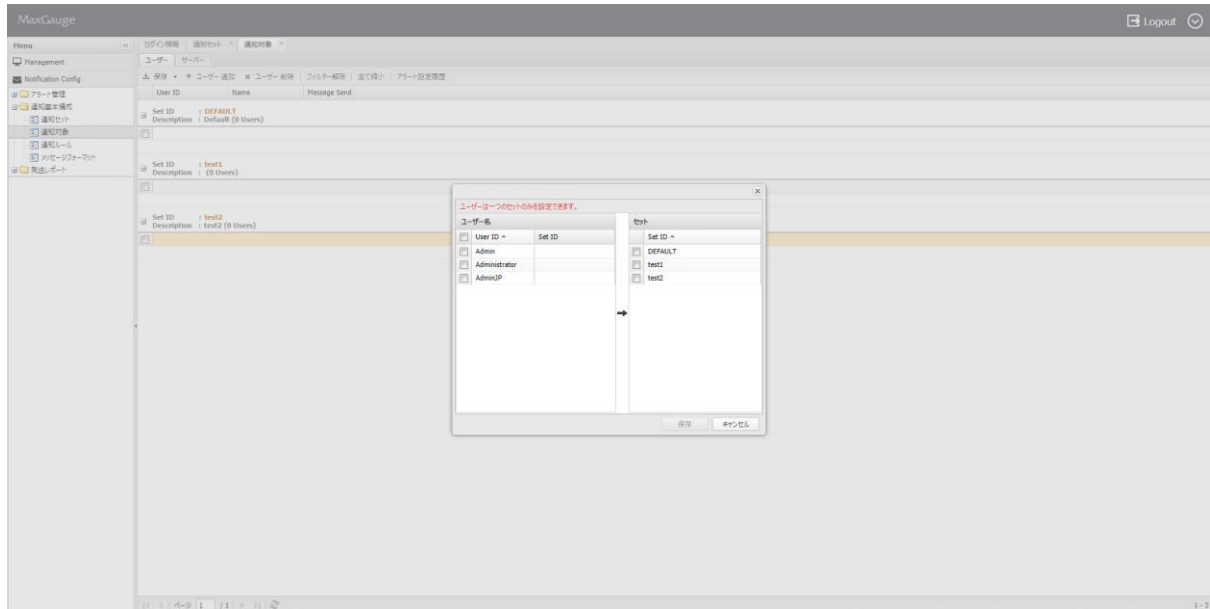 MaxGauge
Logout
Menu
ログイン情報 通知セット 通知対象
Management
ユーザー サーバー
Notification Config
保存 ユーザー追加 ユーザー削除 フィルター解除 全て縮小 アラート設定履歴
アラート管理
User ID Name Message Send
通知基本構成
通知セット
通知対象
通知ルール
メッセージフォーマット
発送レポート
Set ID : DEFAULT
Description : Default (0 Users)
Set ID : test1
Description : (0 Users)
Set ID : test2
Description : test2 (0 Users)
ユーザーは一つのセットのみを設定できます。
ユーザー名 セット
User ID Set ID Set ID
Admin DEFAULT
Administrator test1
AdminJP test2
保存 キャンセル
ページ 1 / 1
1 - 3